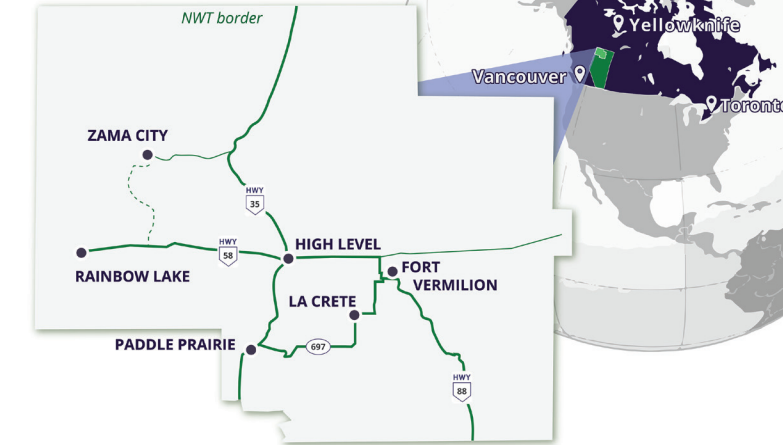 NWT border
Yellowknife
Vancouver
Toronto
ZAMA CITY
HWY
35
HWY
58
HIGH LEVEL
RAINBOW LAKE
FORT
VERMILION
LA CRETE
PADDLE PRAIRIE
697
HWY
88